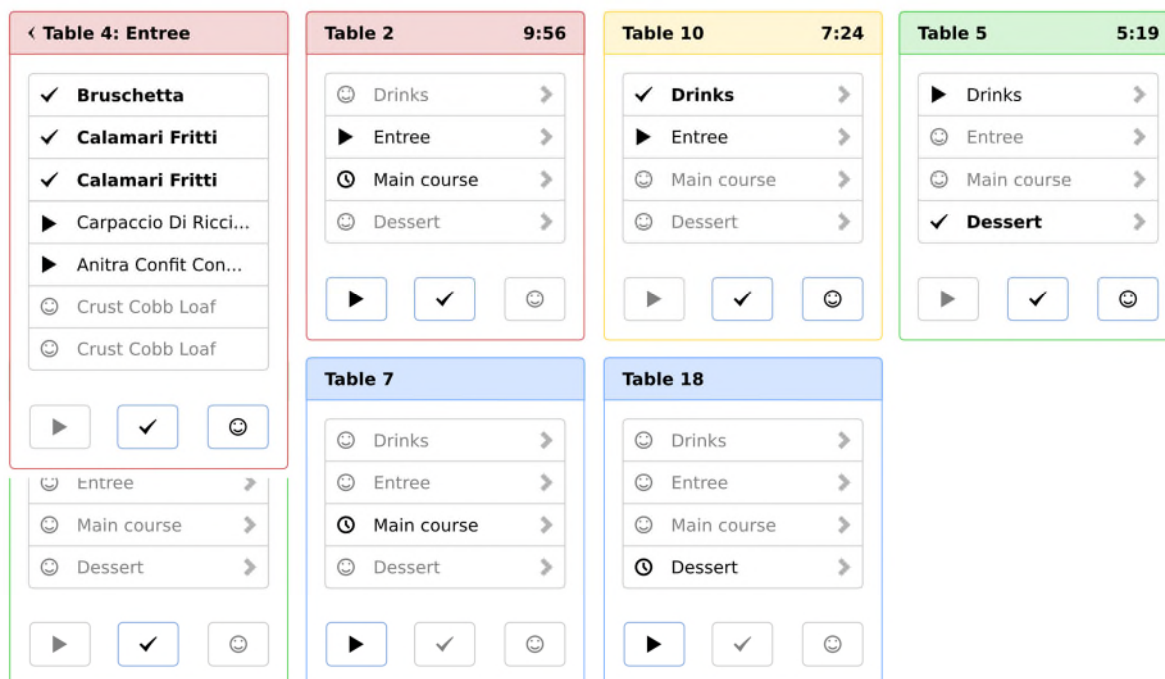 Table 4: Entree
Bruschetta
Calamari Fritti
Calamari Fritti
Carpaccio Di Ricci...
Anitra Confit Con...
Crust Cobb Loaf
Crust Cobb Loaf
Entree
Main course
Dessert
Table 2 9:56
Drinks
Entree
Main course
Dessert
Table 10 7:24
Drinks
Entree
Main course
Dessert
Table 5 5:19
Drinks
Entree
Main course
Dessert
Table 7
Drinks
Entree
Main course
Dessert
Table 18
Drinks
Entree
Main course
Dessert